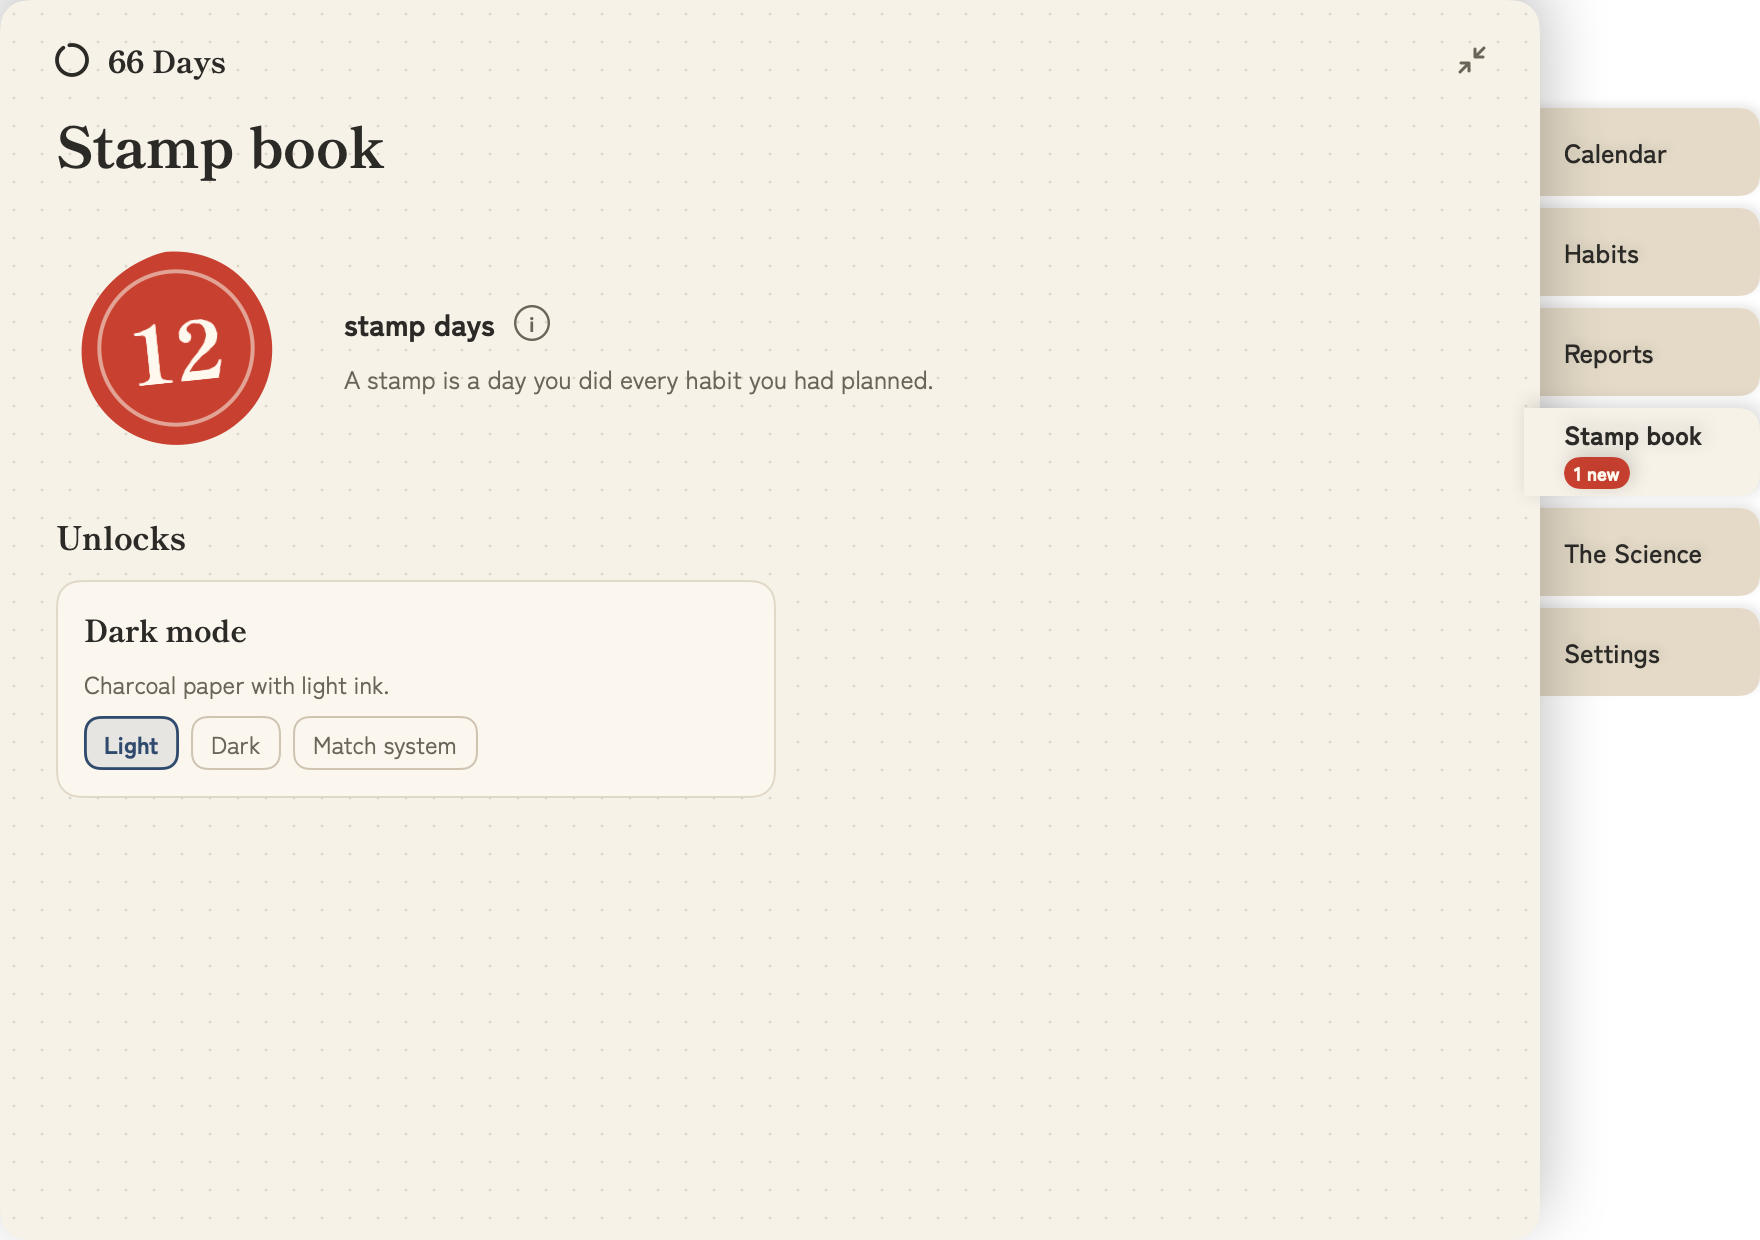 66 Days
Stamp book
12
stamp days
i
A stamp is a day you did every habit you had planned.
Unlocks
Dark mode
Charcoal paper with light ink.
Light
Dark
Match system
Calendar
Habits
Reports
Stamp book
1 new
The Science
Settings